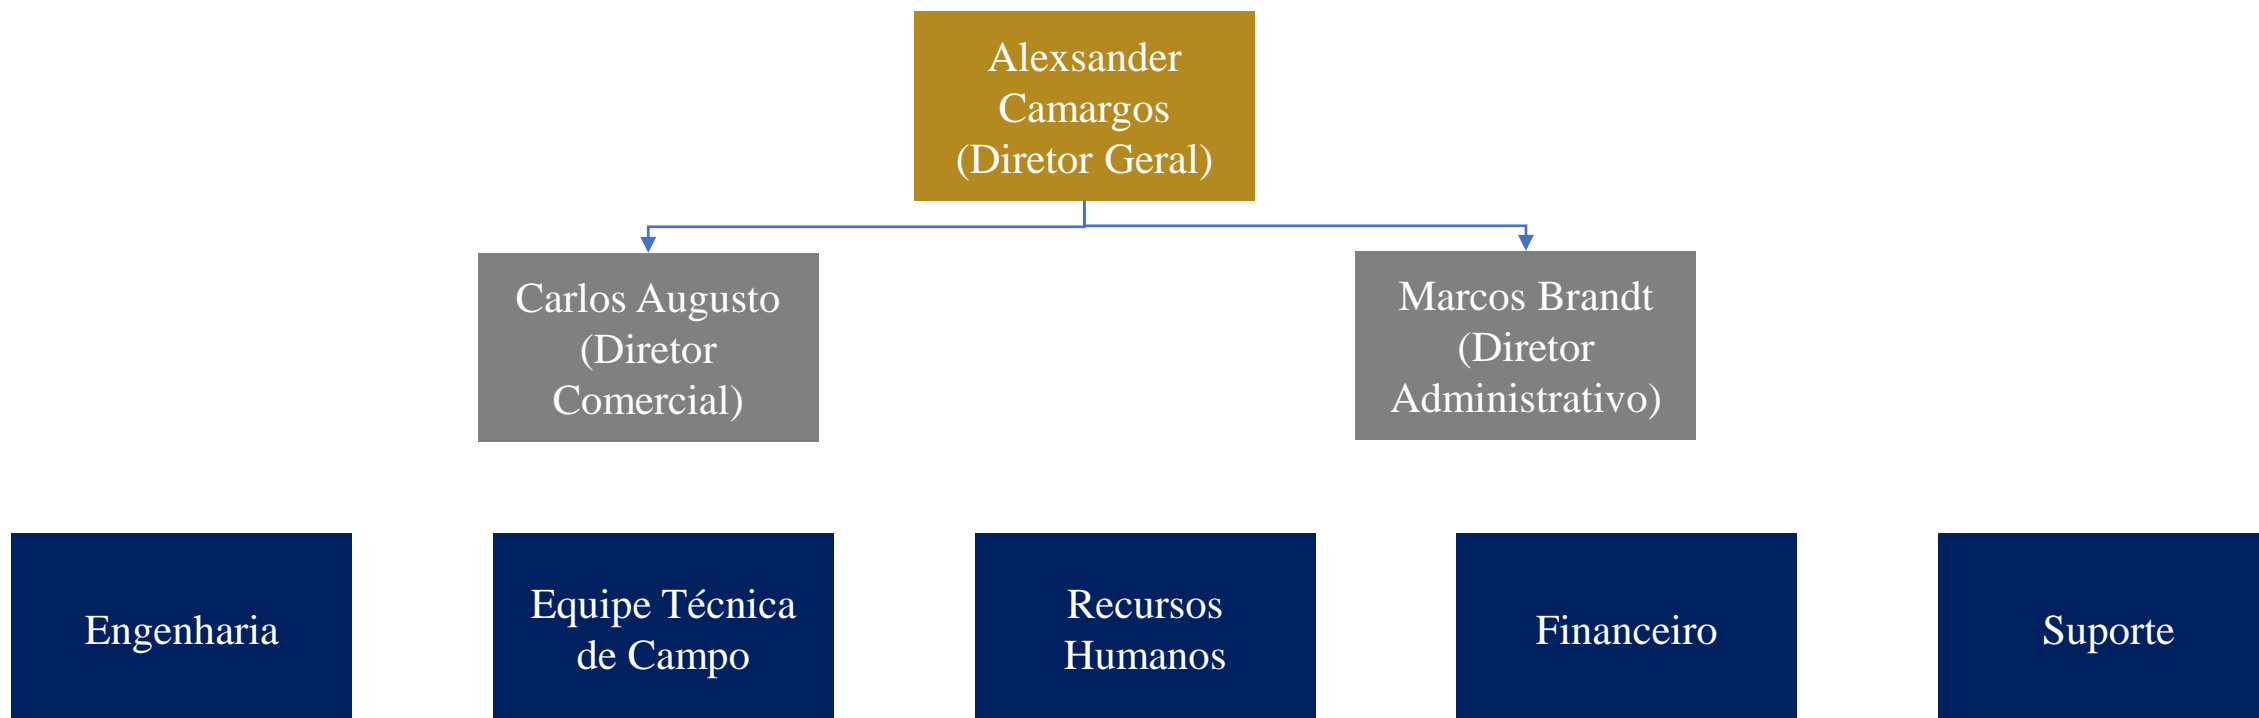 Alexsander
Camargos
(Diretor Geral)
Carlos Augusto
(Diretor
Comercial)
Marcos Brandt
(Diretor
Administrativo)
Engenharia
Equipe Técnica
de Campo
Recursos
Humanos
Financeiro
Suporte